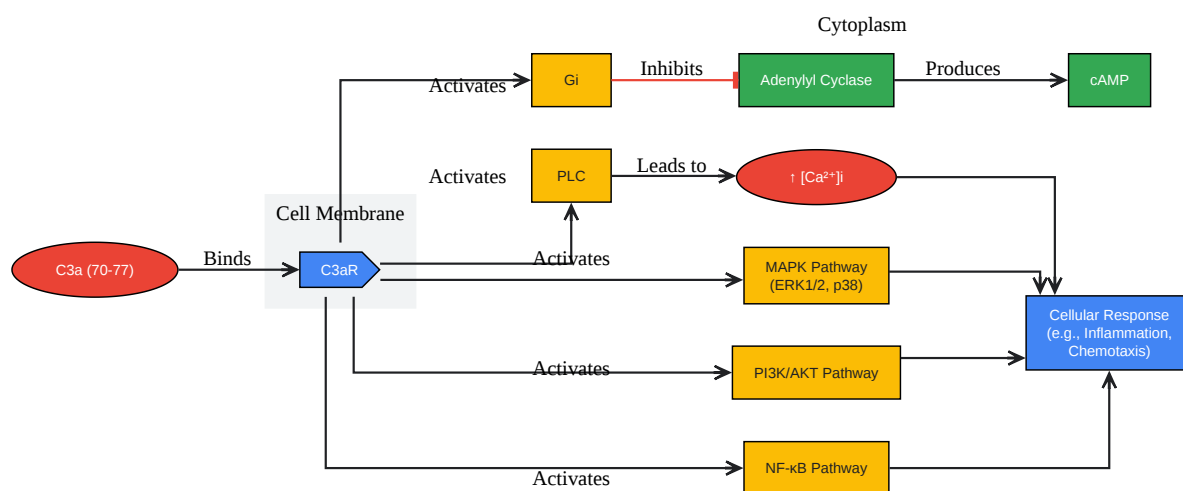 Cytoplasm
Activates
Gi
Inhibits
Adenylyl Cyclase
Produces
cAMP
Activates
PLC
Leads to
↑ [Ca²⁺]i
Cell Membrane
C3a (70-77)
Binds
C3aR
Activates
MAPK Pathway
(ERK1/2, p38)
Cellular Response
(e.g., Inflammation,
Chemotaxis)
Activates
PI3K/AKT Pathway
Activates
NF-κB Pathway